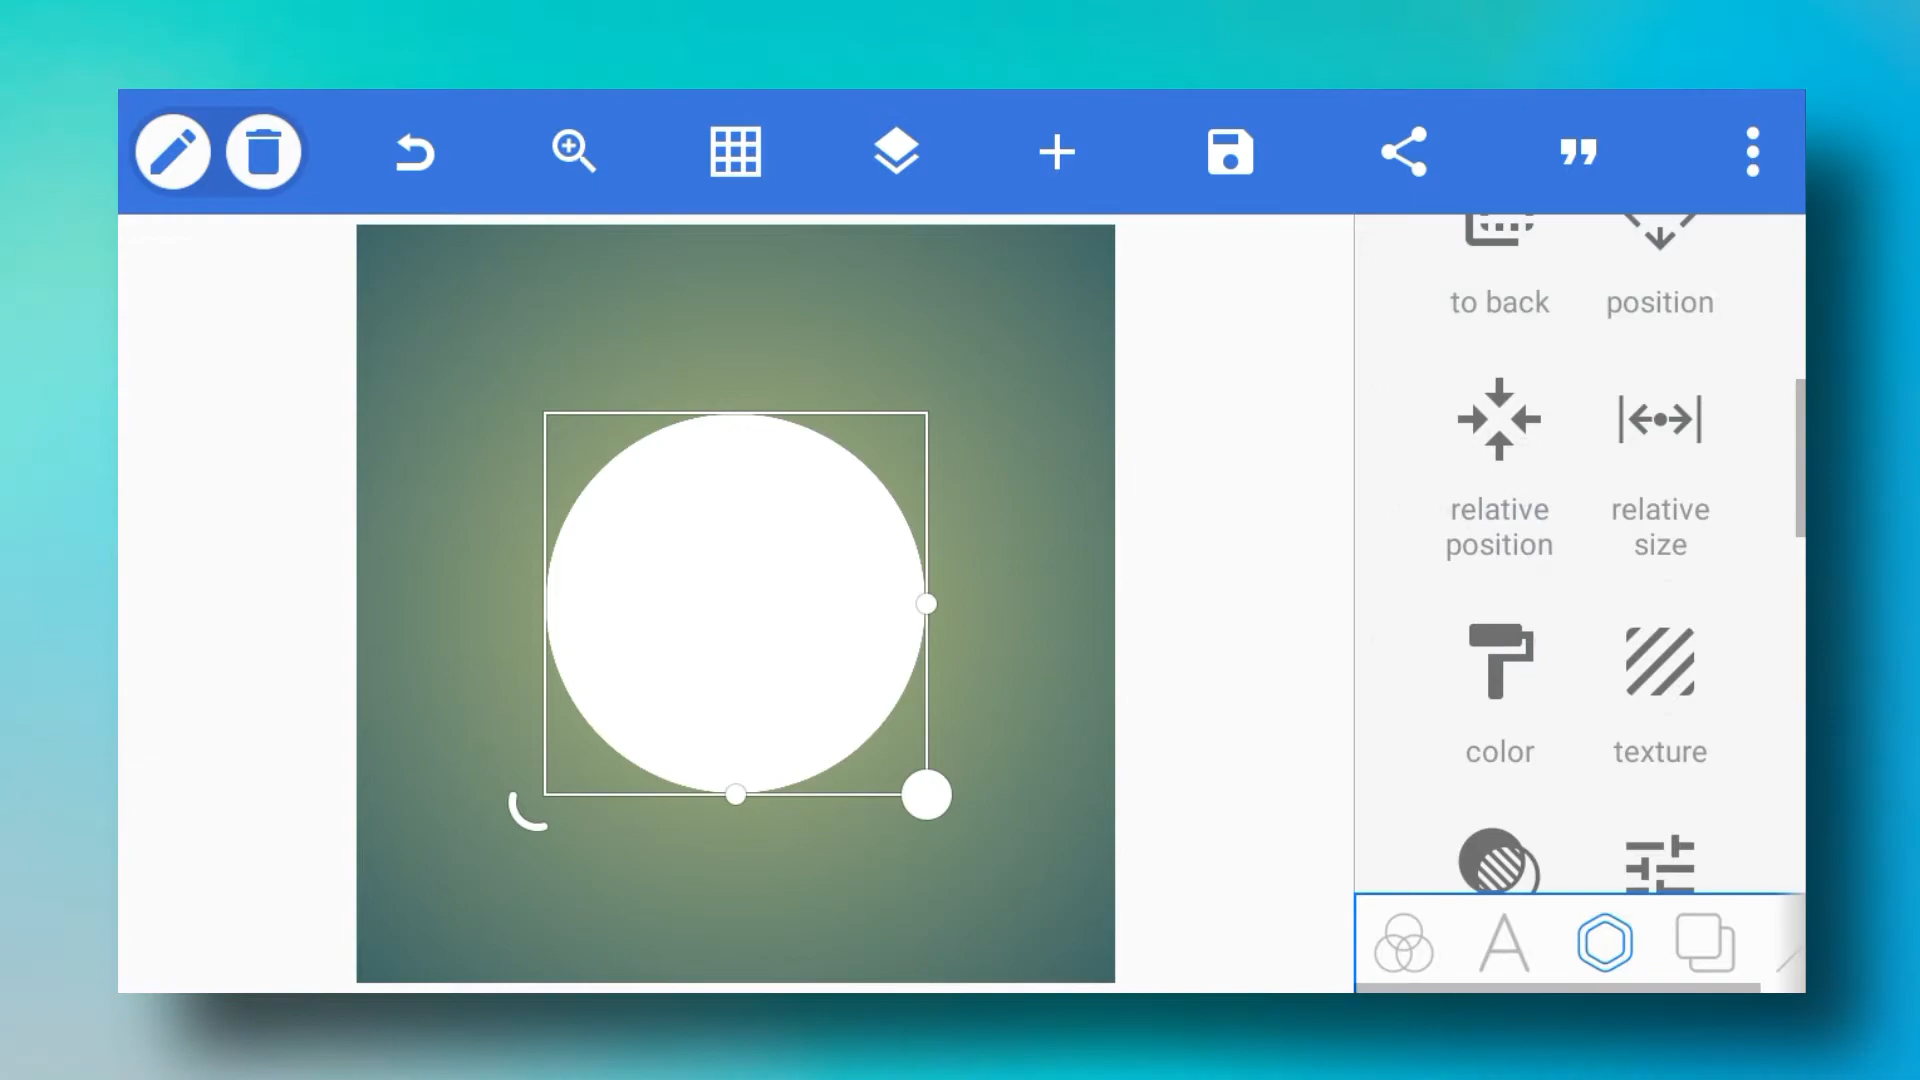 to back
position
relative
position
relative
size
color
texture